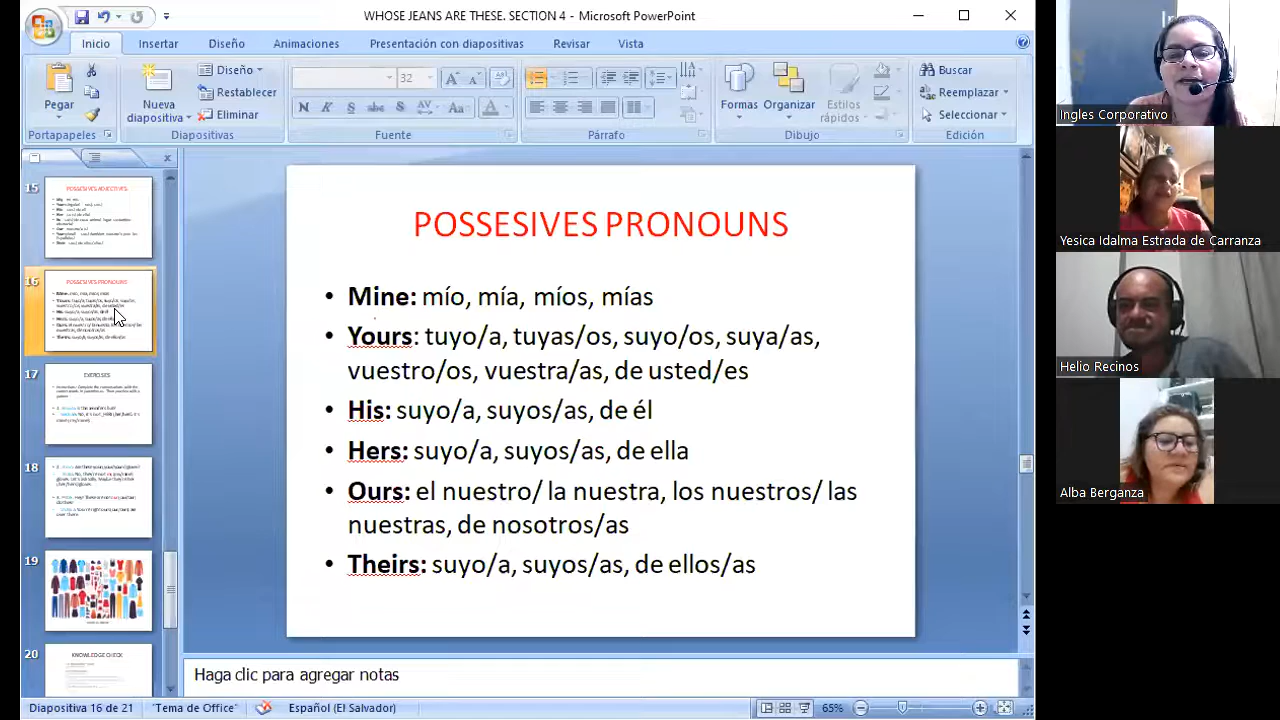 WHOSE JEANS ARE THESE. SECTION 4 - Microsoft PowerPoint
Inicio Insertar Diseño Animaciones Presentación con diapositivas Revisar Vista
Pegar
Portapapeles
Nueva diapositiva
Diseño
Restablecer
Eliminar
Diapositivas
32
Fuente
Párrafo
Formas
Organizar
Estilos rápidos
Dibujo
Buscar
Reemplazar
Seleccionar
Edición
15
POSSESIVES ADJECTIVES
16
POSSESIVES PRONOUNS
17
EXERCISES
18
19
20
KNOWLEDGE CHECK
POSSESIVES PRONOUNS
• Mine: mío, mía, míos, mías
• Yours: tuyo/a, tuyas/os, suyo/os, suya/as,
vuestro/os, vuestra/as, de usted/es
• His: suyo/a, suyos/as, de él
• Hers: suyo/a, suyos/as, de ella
• Ours: el nuestro/ la nuestra, los nuestros/ las
nuestras, de nosotros/as
• Theirs: suyo/a, suyos/as, de ellos/as
Haga clic para agregar notas
Diapositiva 16 de 21 "Tema de Office" Español (El Salvador) 65%
Ingles Corporativo
Yesica Idalma Estrada de Carranza
Helio Recinos
Alba Berganza